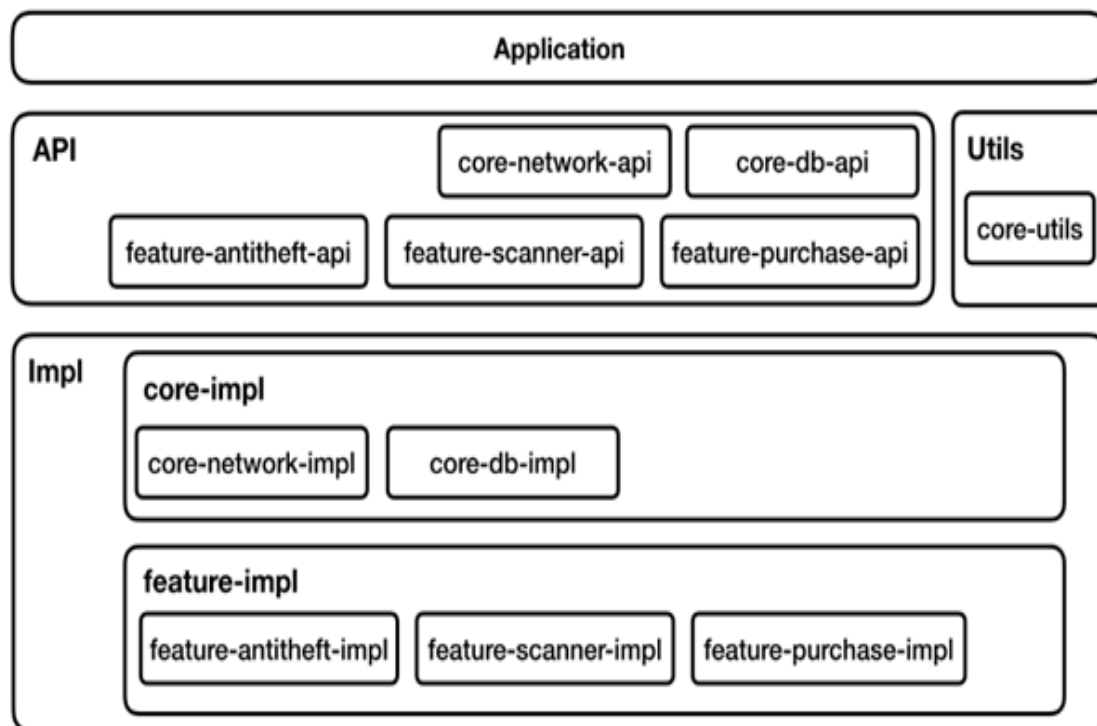 Application
API
core-network-api
core-db-api
feature-antitheft-api
feature-scanner-api
feature-purchase-api
Utils
core-utils
Impl
core-impl
core-network-impl
core-db-impl
feature-impl
feature-antitheft-impl
feature-scanner-impl
feature-purchase-impl